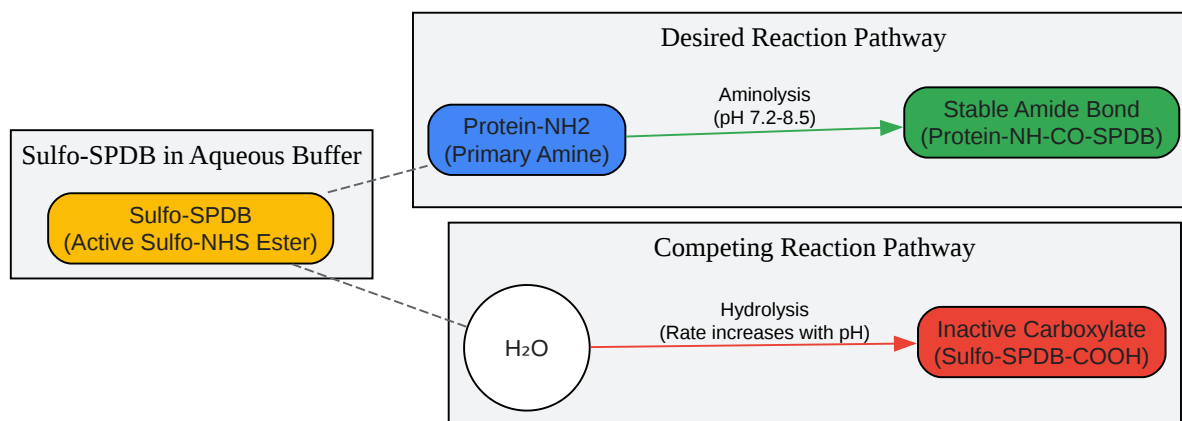 Sulfo-SPDB in Aqueous Buffer
Sulfo-SPDB
(Active Sulfo-NHS Ester)
Desired Reaction Pathway
Protein-NH2
(Primary Amine)
Aminolysis
(pH 7.2-8.5)
Stable Amide Bond
(Protein-NH-CO-SPDB)
Competing Reaction Pathway
H₂O
Hydrolysis
(Rate increases with pH)
Inactive Carboxylate
(Sulfo-SPDB-COOH)